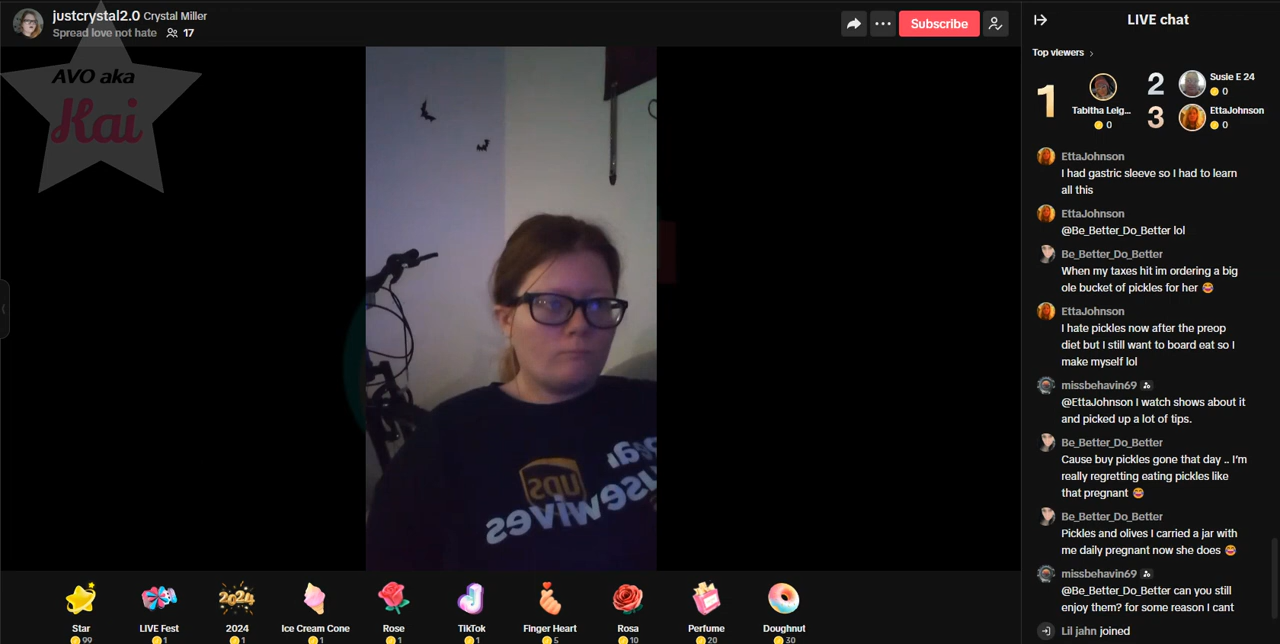 justcrystal2.0 Crystal Miller
Spread love not hate 17
Subscribe
LIVE chat
AVO aka
Kai
Top viewers
1
Tabitha Leig...
0
2
Susie E 24
0
3
EttaJohnson
0
EttaJohnson
I had gastric sleeve so I had to learn
all this
EttaJohnson
@Be_Better_Do_Better lol
Be_Better_Do_Better
When my taxes hit im ordering a big
ole bucket of pickles for her 🤣
EttaJohnson
I hate pickles now after the preop
diet but I still want to board eat so I
make myself lol
missbehavin69
@EttaJohnson I watch shows about it
and picked up a lot of tips.
Be_Better_Do_Better
Cause buy pickles gone that day .. I'm
really regretting eating pickles like
that pregnant 🤣
Be_Better_Do_Better
Pickles and olives I carried a jar with
me daily pregnant now she does 🤣
missbehavin69
@Be_Better_Do_Better can you still
enjoy them? for some reason I cant
Lil jahn joined
ups
usewives
2024
Star
LIVE Fest
2024
Ice Cream Cone
Rose
TikTok
Finger Heart
Rosa
Perfume
Doughnut
99
1
1
1
1
1
5
10
20
30